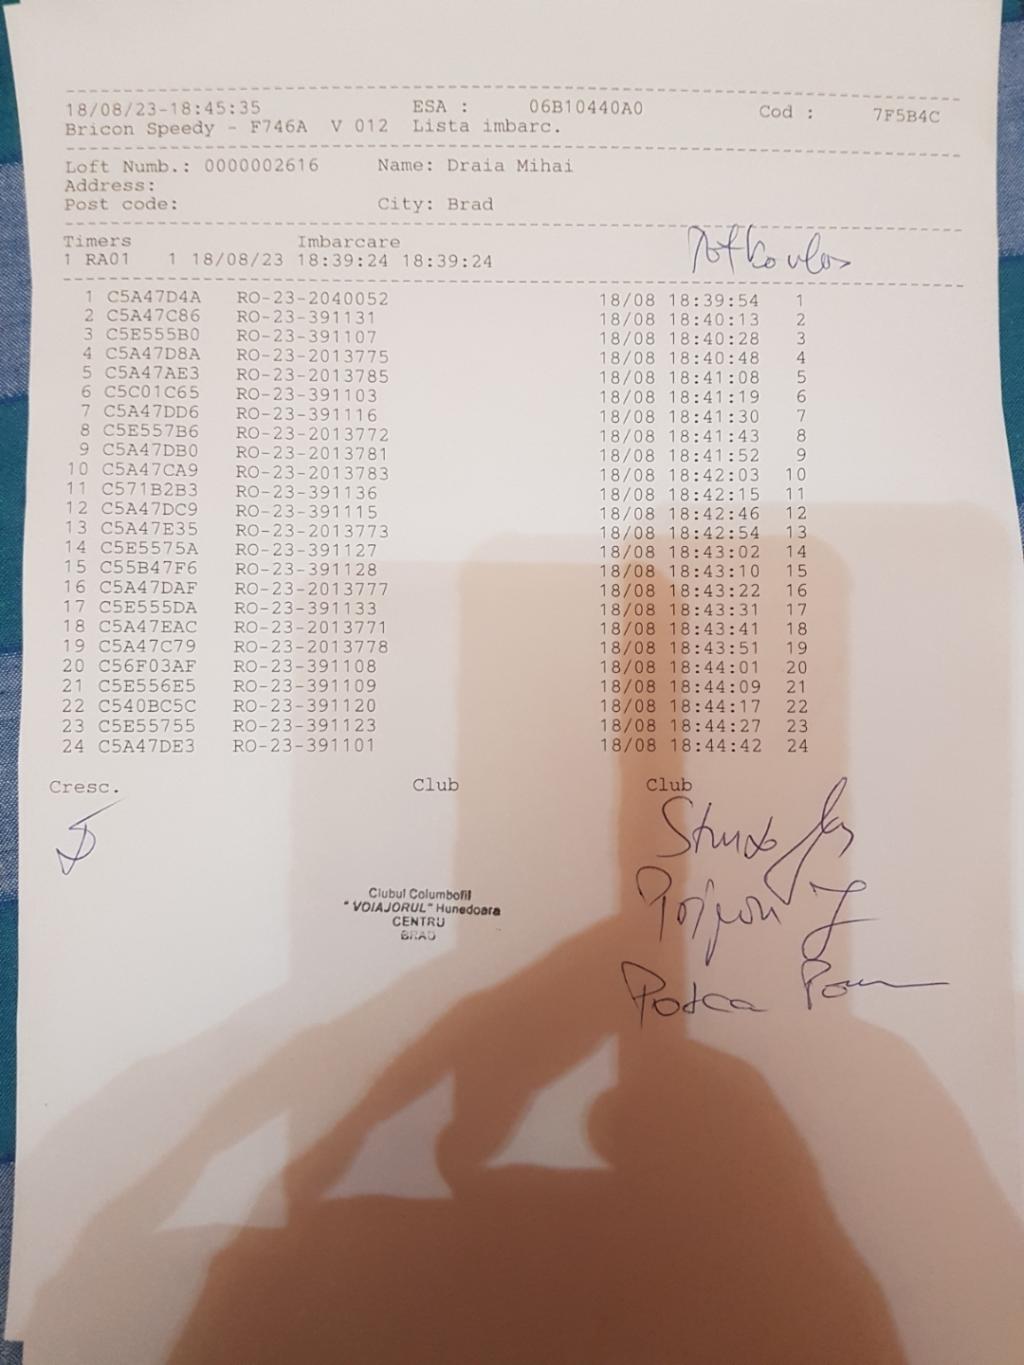 18/08/23-18:45:35 ESA : 06B10440A0 Cod : 7F5B4C
Bricon Speedy - F746A V 012 Lista imbarc.
Loft Numb.: 0000002616 Name: Draia Mihai
Address:
Post code: City: Brad
Timers Imbarcare
1 RA01 1 18/08/23 18:39:24 18:39:24
1 C5A47D4A RO-23-2040052 18/08 18:39:54 1
2 C5A47C86 RO-23-391131 18/08 18:40:13 2
3 C5E555B0 RO-23-391107 18/08 18:40:28 3
4 C5A47D8A RO-23-2013775 18/08 18:40:48 4
5 C5A47AE3 RO-23-2013785 18/08 18:41:08 5
6 C5C01C65 RO-23-391103 18/08 18:41:19 6
7 C5A47DD6 RO-23-391116 18/08 18:41:30 7
8 C5E557B6 RO-23-2013772 18/08 18:41:43 8
9 C5A47DB0 RO-23-2013781 18/08 18:41:52 9
10 C5A47CA9 RO-23-2013783 18/08 18:42:03 10
11 C571B2B3 RO-23-391136 18/08 18:42:15 11
12 C5A47DC9 RO-23-391115 18/08 18:42:46 12
13 C5A47E35 RO-23-2013773 18/08 18:42:54 13
14 C5E5575A RO-23-391127 18/08 18:43:02 14
15 C55B47F6 RO-23-391128 18/08 18:43:10 15
16 C5A47DAF RO-23-2013777 18/08 18:43:22 16
17 C5E555DA RO-23-391133 18/08 18:43:31 17
18 C5A47EAC RO-23-2013771 18/08 18:43:41 18
19 C5A47C79 RO-23-2013778 18/08 18:43:51 19
20 C56F03AF RO-23-391108 18/08 18:44:01 20
21 C5E556E5 RO-23-391109 18/08 18:44:09 21
22 C540BC5C RO-23-391120 18/08 18:44:17 22
23 C5E55755 RO-23-391123 18/08 18:44:27 23
24 C5A47DE3 RO-23-391101 18/08 18:44:42 24
Cresc. Club Club
Clubul Columbofil
"VOIAJORUL" Hunedoara
CENTRU
BRAD
Potca